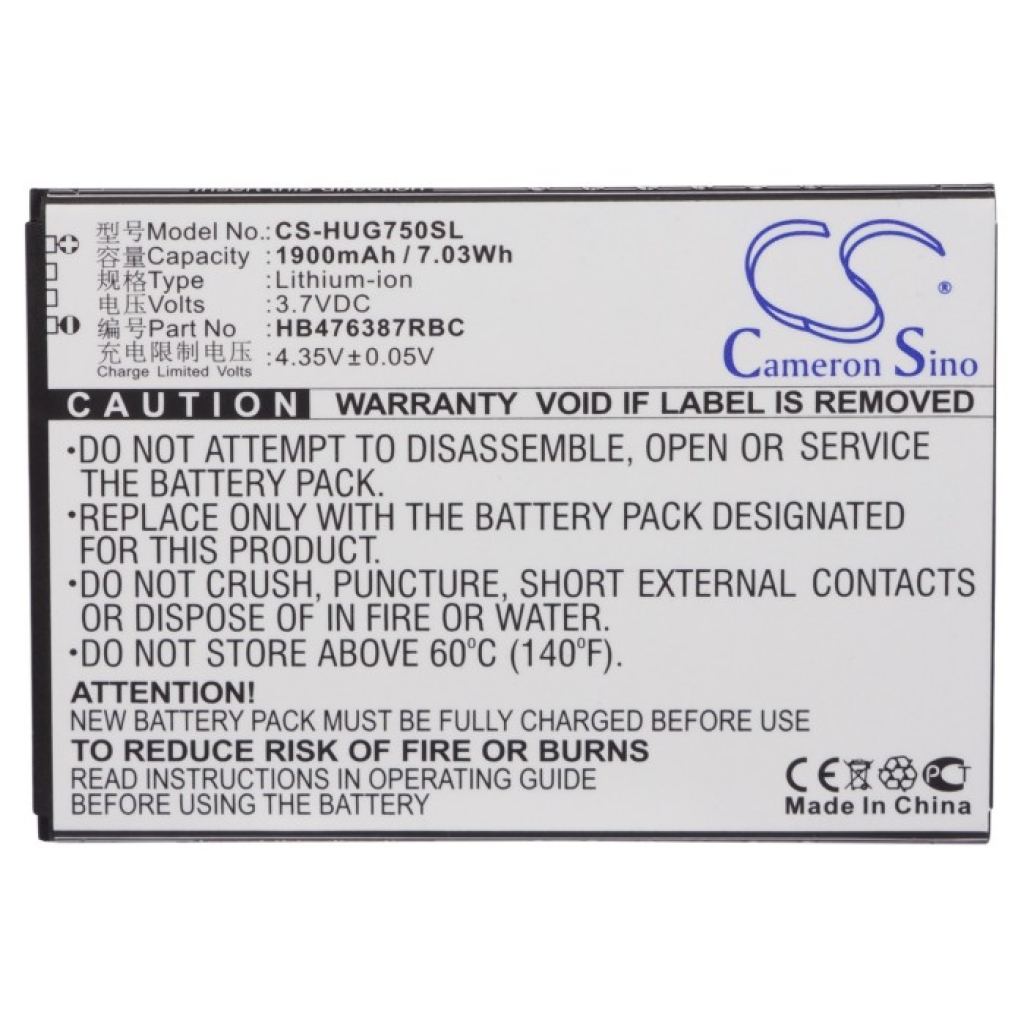 型号Model No.: CS-HUG750SL
容量Capacity : 1900mAh / 7.03Wh
规格Type : Lithium-ion
电压Volts : 3.7VDC
编号Part No : HB476387RBC
充电限制电压 : 4.35V±0.05V
Charge Limited Volts
CS ®
Cameron Sino
CAUTION WARRANTY VOID IF LABEL IS REMOVED
•DO NOT ATTEMPT TO DISASSEMBLE, OPEN OR SERVICE
THE BATTERY PACK.
•REPLACE ONLY WITH THE BATTERY PACK DESIGNATED
FOR THIS PRODUCT.
•DO NOT CRUSH, PUNCTURE, SHORT EXTERNAL CONTACTS
OR DISPOSE OF IN FIRE OR WATER.
•DO NOT STORE ABOVE 60°C (140°F).
ATTENTION!
NEW BATTERY PACK MUST BE FULLY CHARGED BEFORE USE
TO REDUCE RISK OF FIRE OR BURNS
READ INSTRUCTIONS IN OPERATING GUIDE
BEFORE USING THE BATTERY
CE PCT
Made In China